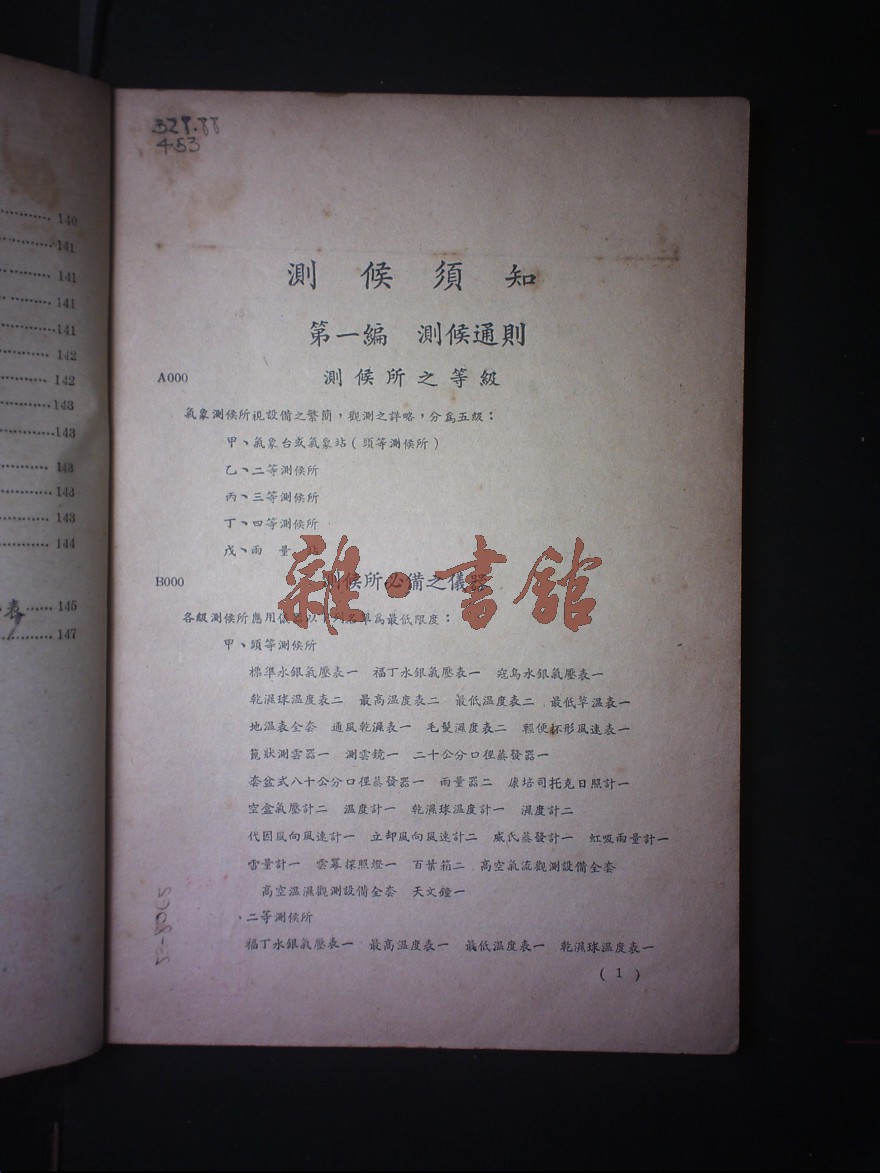 140
141
141
141
141
142
142
143
143
143
143
143
144
145
147
328.88
453
測候須知
第一編 測候通則
A000 測候所之等級
氣象測候所視設備之繁簡，觀測之詳略，分為五級：
甲、氣象台或氣象站（頭等測候所）
乙、二等測候所
丙、三等測候所
丁、四等測候所
戊、雨量站
雜·書館
B000 測候所必備之儀器
各級測候所應用儀器以下列名單為最低限度：
甲、頭等測候所
標準水銀氣壓表一 福丁水銀氣壓表一 寇烏水銀氣壓表一
乾濕球溫度表二 最高溫度表二 最低溫度表二 最低草溫表一
地溫表全套 通風乾濕表一 毛髮濕度表二 輕便杯形風速表一
篦狀測雲器一 測雲鏡一 二十公分口徑蒸發器一
套盆式八十公分口徑蒸發器一 雨量器二 康培司托克日照計一
空盒氣壓計二 溫度計一 乾濕球溫度計一 濕度計二
代因風向風速計一 立却風向風速計二 威氏蒸發計一 虹吸雨量計一
雪量計一 雲冪探照燈一 百葉箱二 高空氣流觀測設備全套
高空溫濕觀測設備全套 天文鐘一
、二等測候所
福丁水銀氣壓表一 最高溫度表一 最低溫度表一 乾濕球溫度表一
( 1 )